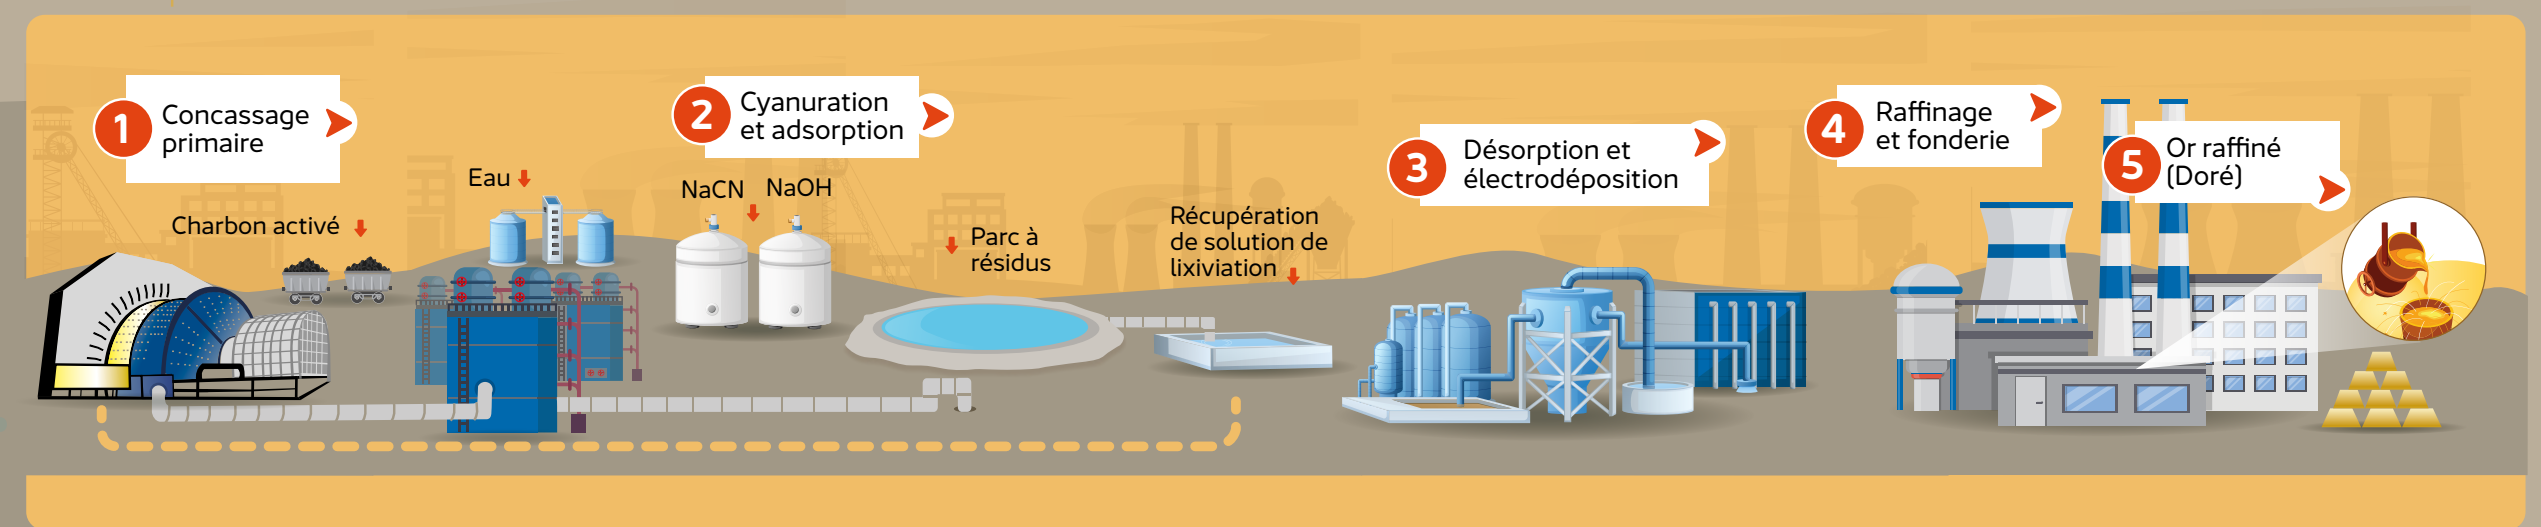 1
Concassage
primaire
Charbon activé
Eau
2
Cyanuration
et adsorption
NaCN
NaOH
Parc à
résidus
Récupération
de solution de
lixiviation
3
Désorption et
électrodéposition
4
Raffinage
et fonderie
5
Or raffiné
(Doré)